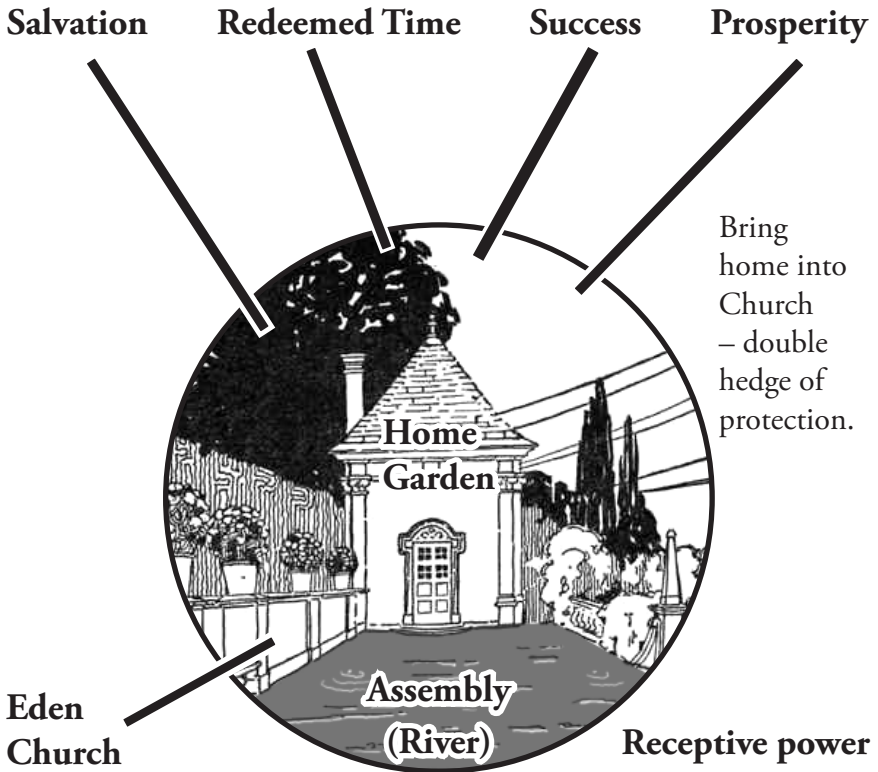 Salvation Redeemed Time Success Prosperity
Bring
home into
Church
– double
hedge of
protection.
Home
Garden
Assembly
(River)
Eden
Church
Receptive power